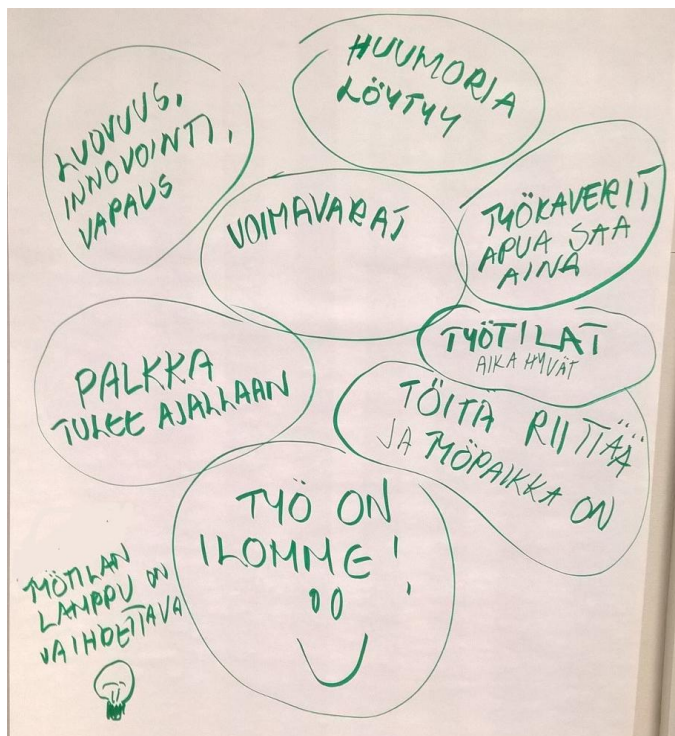 HUUMORIA
LÖYTYY
LUOVUUS,
INNOVOINTI,
VAPAUS
VOIMAVARAT
TYÖKAVERIT
APUA SAA
AINA
TYÖTILAT
AIKA HYVÄT
PALKKA
TULEE AJALLAAN
TÖITÄ RIITTÄÄ
JA TYÖPAIKKA ON
TYÖ ON
ILOMME!
TYÖTILAN
LAMPPU ON
VAIHDETTAVA